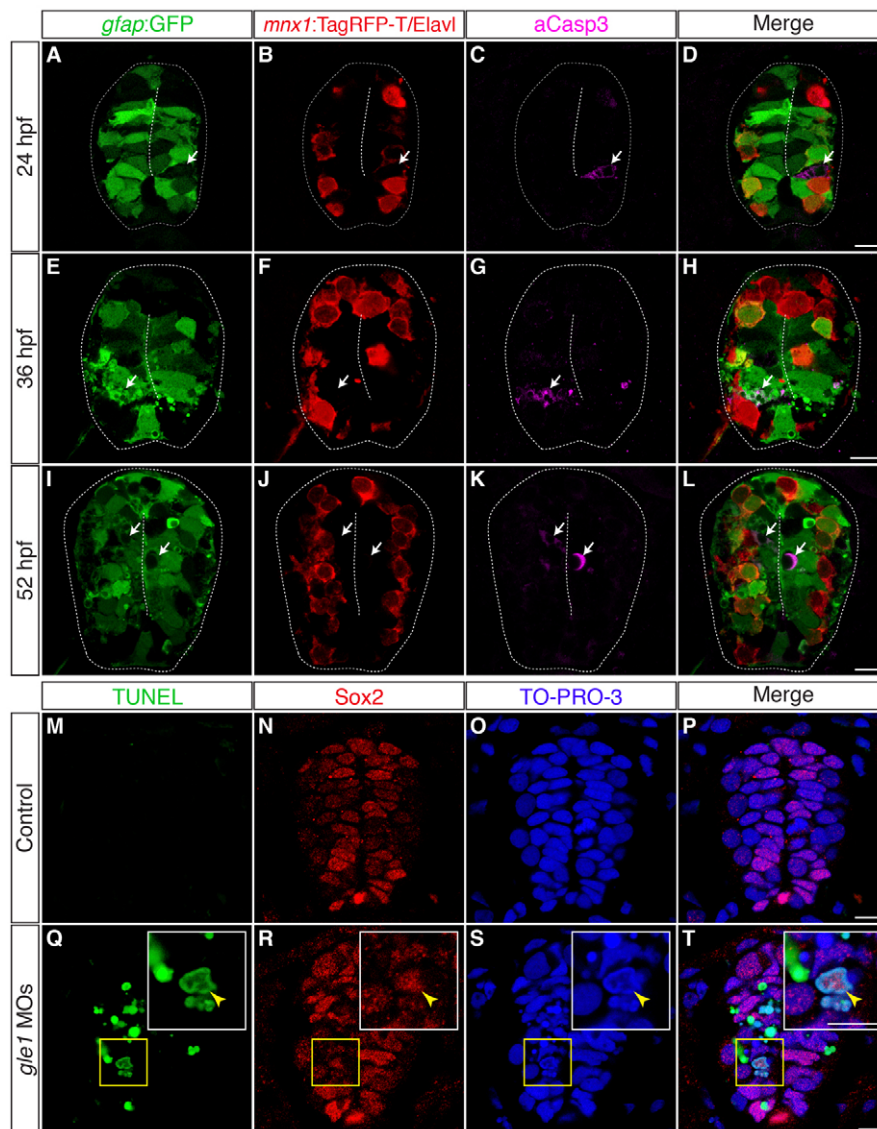 gfap:GFP mnx1:TagRFP-T/Elavl aCasp3 Merge
24 hpf
A B C D
36 hpf
E F G H
52 hpf
I J K L
TUNEL Sox2 TO-PRO-3 Merge
Control
M N O P
gle1 MOs
Q R S T